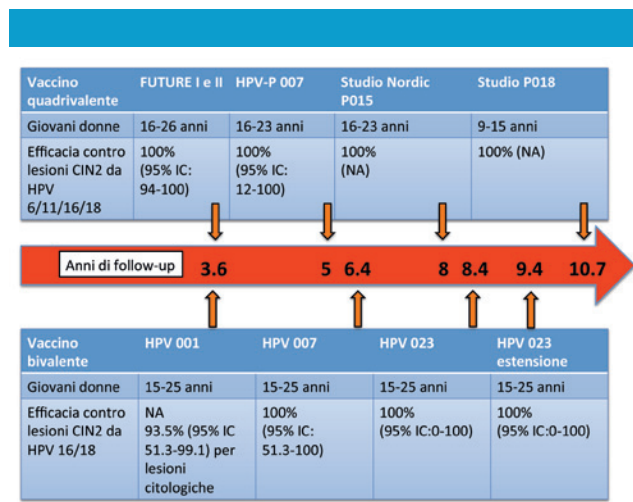 Vaccino quadrivalente FUTURE I e II HPV-P 007 Studio Nordic P015 Studio P018
Giovani donne 16-26 anni 16-23 anni 16-23 anni 9-15 anni
Efficacia contro lesioni CIN2 da HPV 6/11/16/18 100% (95% IC: 94-100) 100% (95% IC: 12-100) 100% (NA) 100% (NA)
Anni di follow-up 3.6 5 6.4 8 8.4 9.4 10.7
Vaccino bivalente HPV 001 HPV 007 HPV 023 HPV 023 estensione
Giovani donne 15-25 anni 15-25 anni 15-25 anni 15-25 anni
Efficacia contro lesioni CIN2 da HPV 16/18 NA 93.5% (95% IC 51.3-99.1) per lesioni citologiche 100% (95% IC: 51.3-100) 100% (95% IC:0-100) 100% (95% IC:0-100)